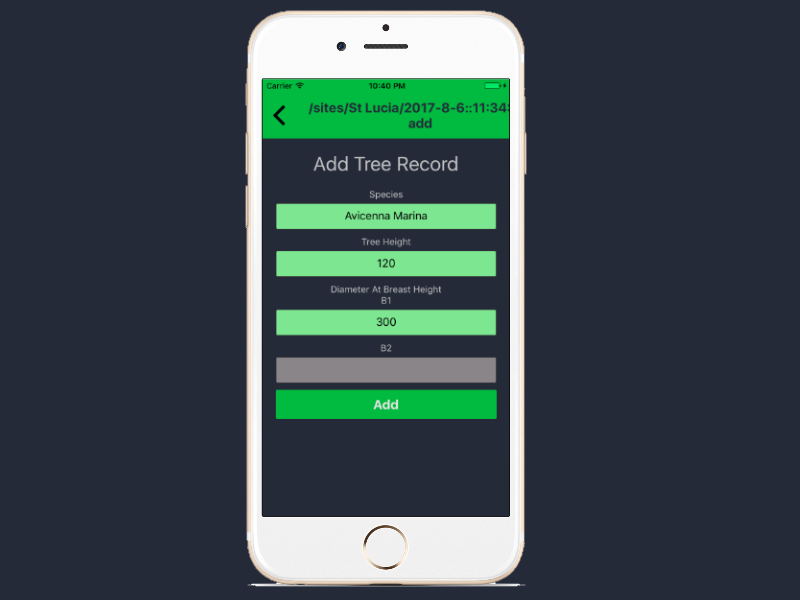 Carrier 10:40 PM
/sites/St Lucia/2017-8-6::11:34:
add
Add Tree Record
Species
Avicenna Marina
Tree Height
120
Diameter At Breast Height
B1
300
B2
Add